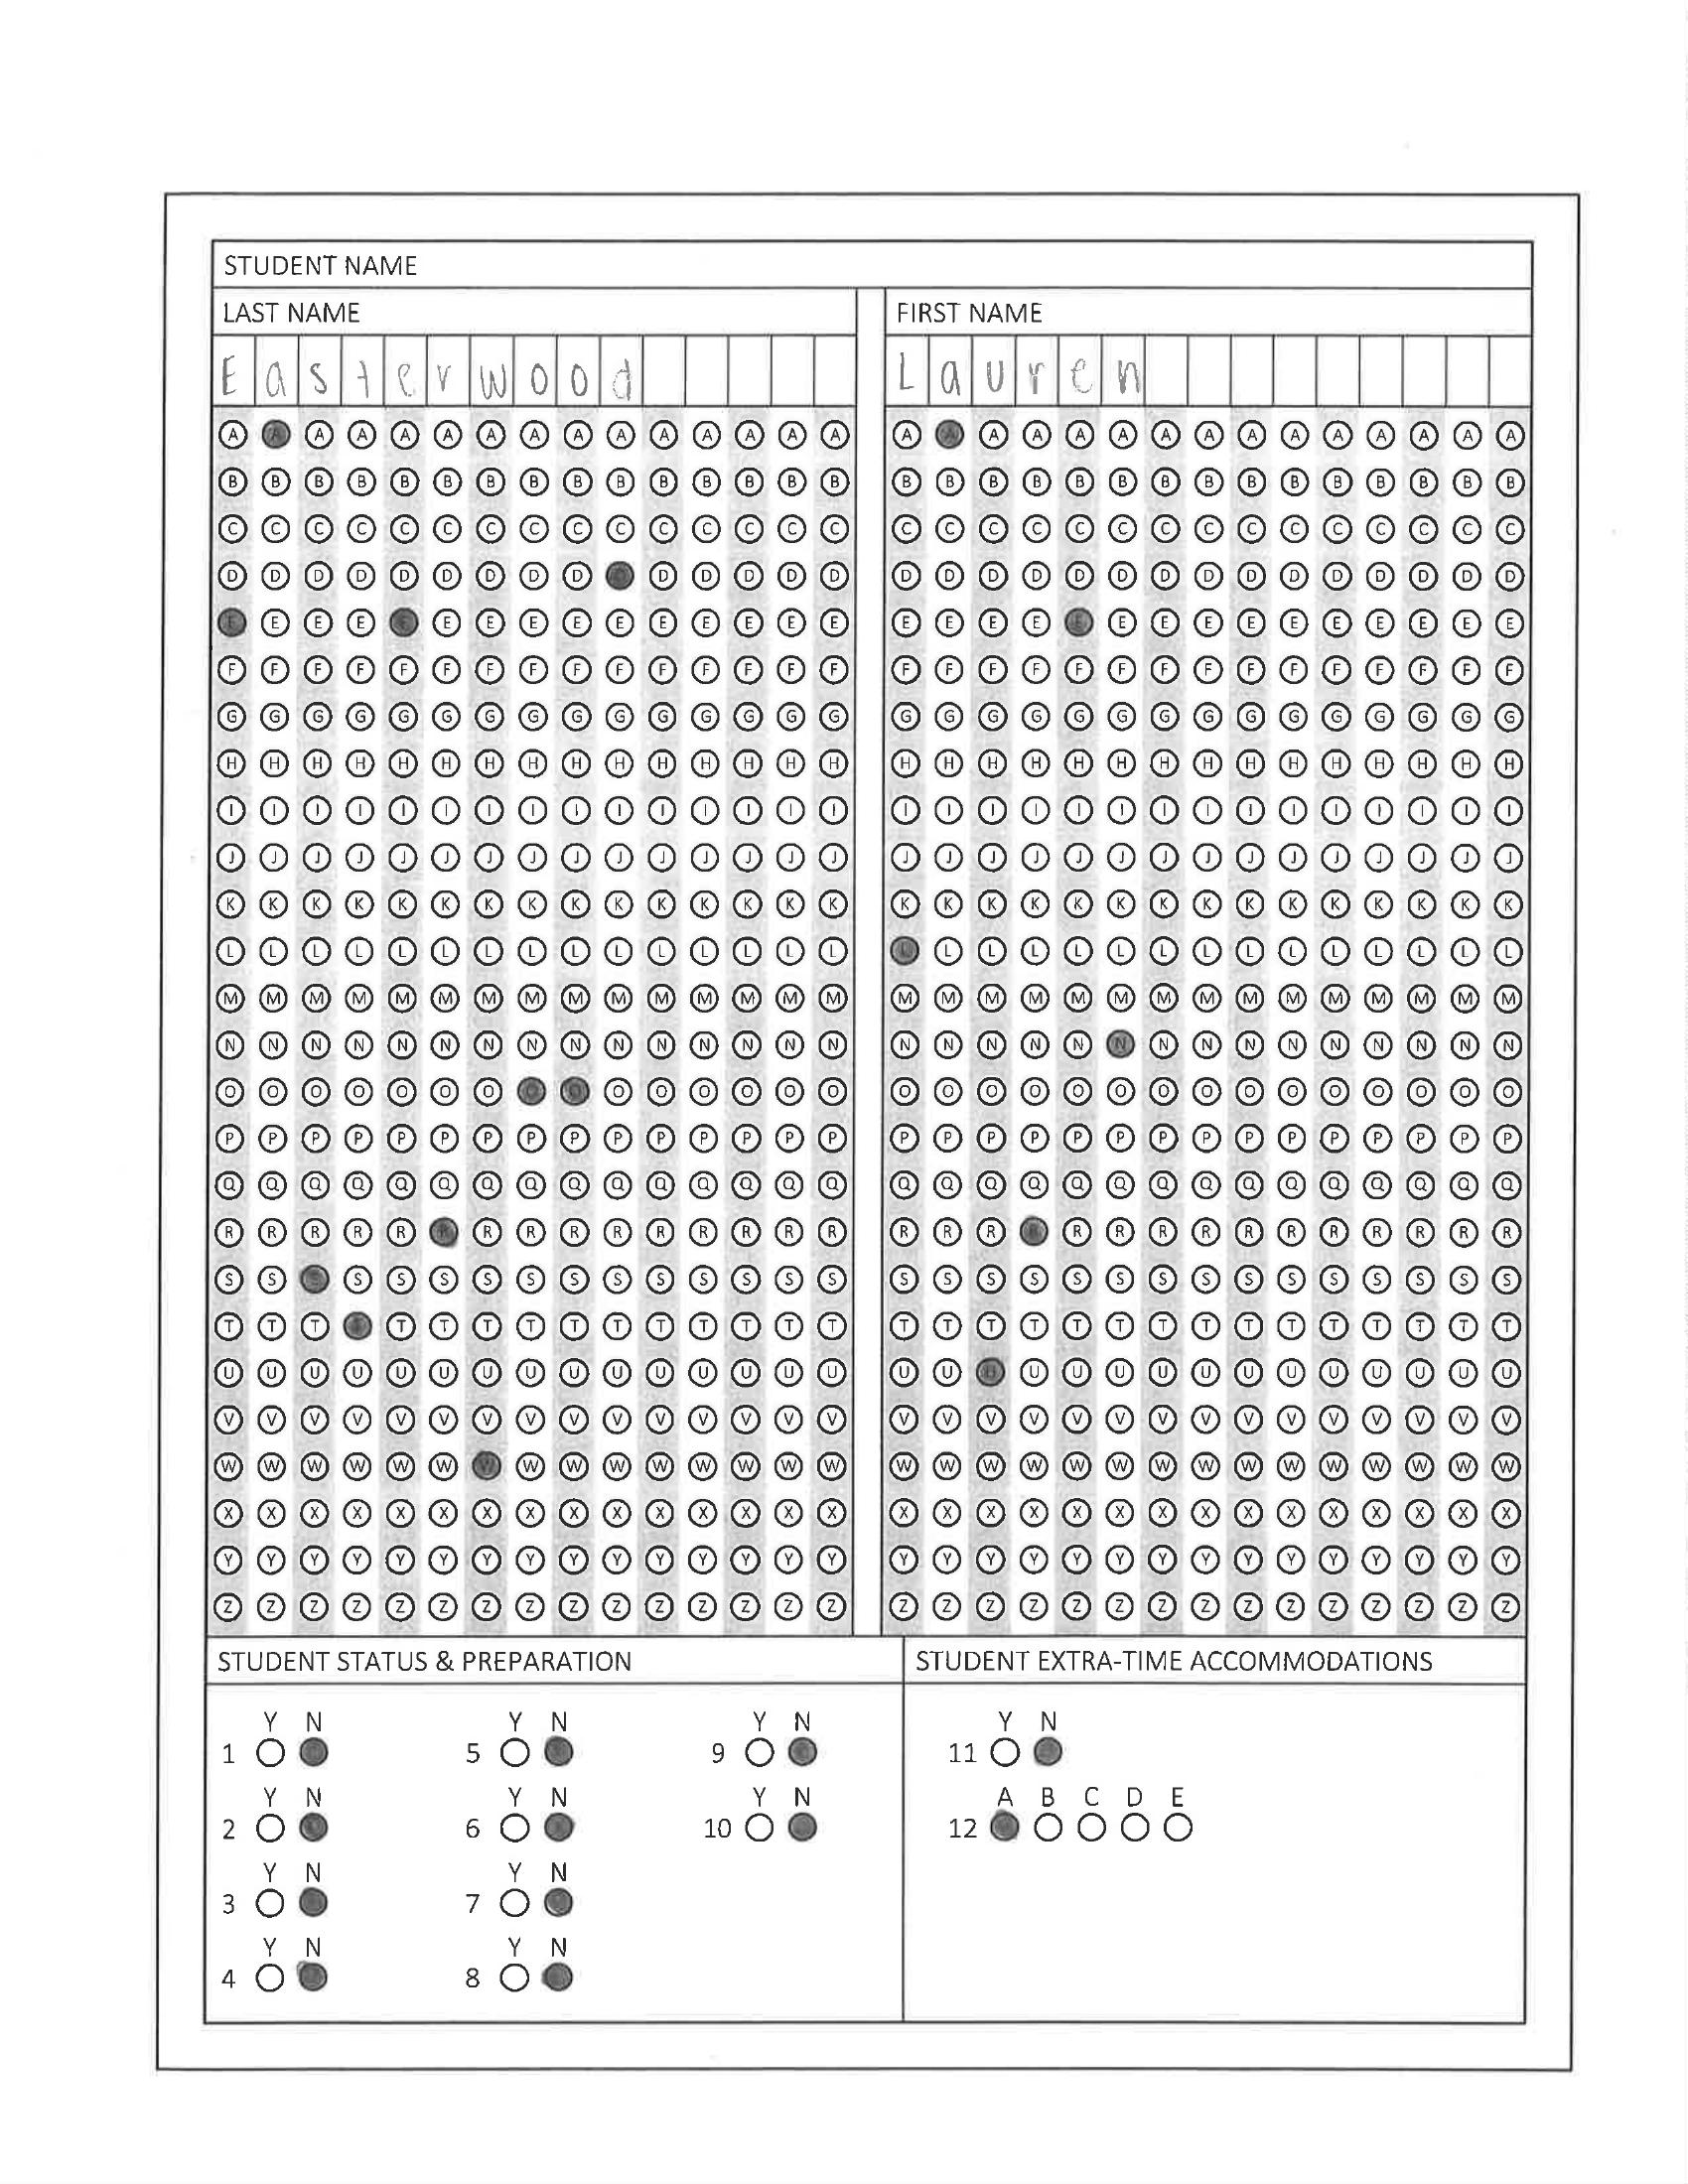 STUDENT NAME
LAST NAME FIRST NAME
E a s t e r w o o d L a u r e n
A A A A A A A A A A A A A A A A A A A A A A A A A A A A A A
B B B B B B B B B B B B B B B B B B B B B B B B B B B B B B
C C C C C C C C C C C C C C C C C C C C C C C C C C C C C C
D D D D D D D D D D D D D D D D D D D D D D D D D D D D D D
E E E E E E E E E E E E E E E E E E E E E E E E E E E E E E
F F F F F F F F F F F F F F F F F F F F F F F F F F F F F F
G G G G G G G G G G G G G G G G G G G G G G G G G G G G G G
H H H H H H H H H H H H H H H H H H H H H H H H H H H H H H
I I I I I I I I I I I I I I I I I I I I I I I I I I I I I I
J J J J J J J J J J J J J J J J J J J J J J J J J J J J J J
K K K K K K K K K K K K K K K K K K K K K K K K K K K K K K
L L L L L L L L L L L L L L L L L L L L L L L L L L L L L L
M M M M M M M M M M M M M M M M M M M M M M M M M M M M M M
N N N N N N N N N N N N N N N N N N N N N N N N N N N N N N
O O O O O O O O O O O O O O O O O O O O O O O O O O O O O O
P P P P P P P P P P P P P P P P P P P P P P P P P P P P P P
Q Q Q Q Q Q Q Q Q Q Q Q Q Q Q Q Q Q Q Q Q Q Q Q Q Q Q Q Q Q
R R R R R R R R R R R R R R R R R R R R R R R R R R R R R R
S S S S S S S S S S S S S S S S S S S S S S S S S S S S S S
T T T T T T T T T T T T T T T T T T T T T T T T T T T T T T
U U U U U U U U U U U U U U U U U U U U U U U U U U U U U U
V V V V V V V V V V V V V V V V V V V V V V V V V V V V V V
W W W W W W W W W W W W W W W W W W W W W W W W W W W W W W
X X X X X X X X X X X X X X X X X X X X X X X X X X X X X X
Y Y Y Y Y Y Y Y Y Y Y Y Y Y Y Y Y Y Y Y Y Y Y Y Y Y Y Y Y Y
Z Z Z Z Z Z Z Z Z Z Z Z Z Z Z Z Z Z Z Z Z Z Z Z Z Z Z Z Z Z
STUDENT STATUS & PREPARATION STUDENT EXTRA-TIME ACCOMMODATIONS
Y N Y N Y N Y N
1 5 9 11
Y N Y N Y N A B C D E
2 6 10 12
Y N Y N
3 7
Y N Y N
4 8